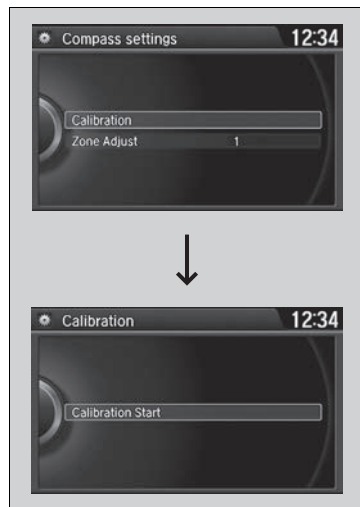 Compass settings 12:34
Calibration
Zone Adjust 1
Calibration 12:34
Calibration Start